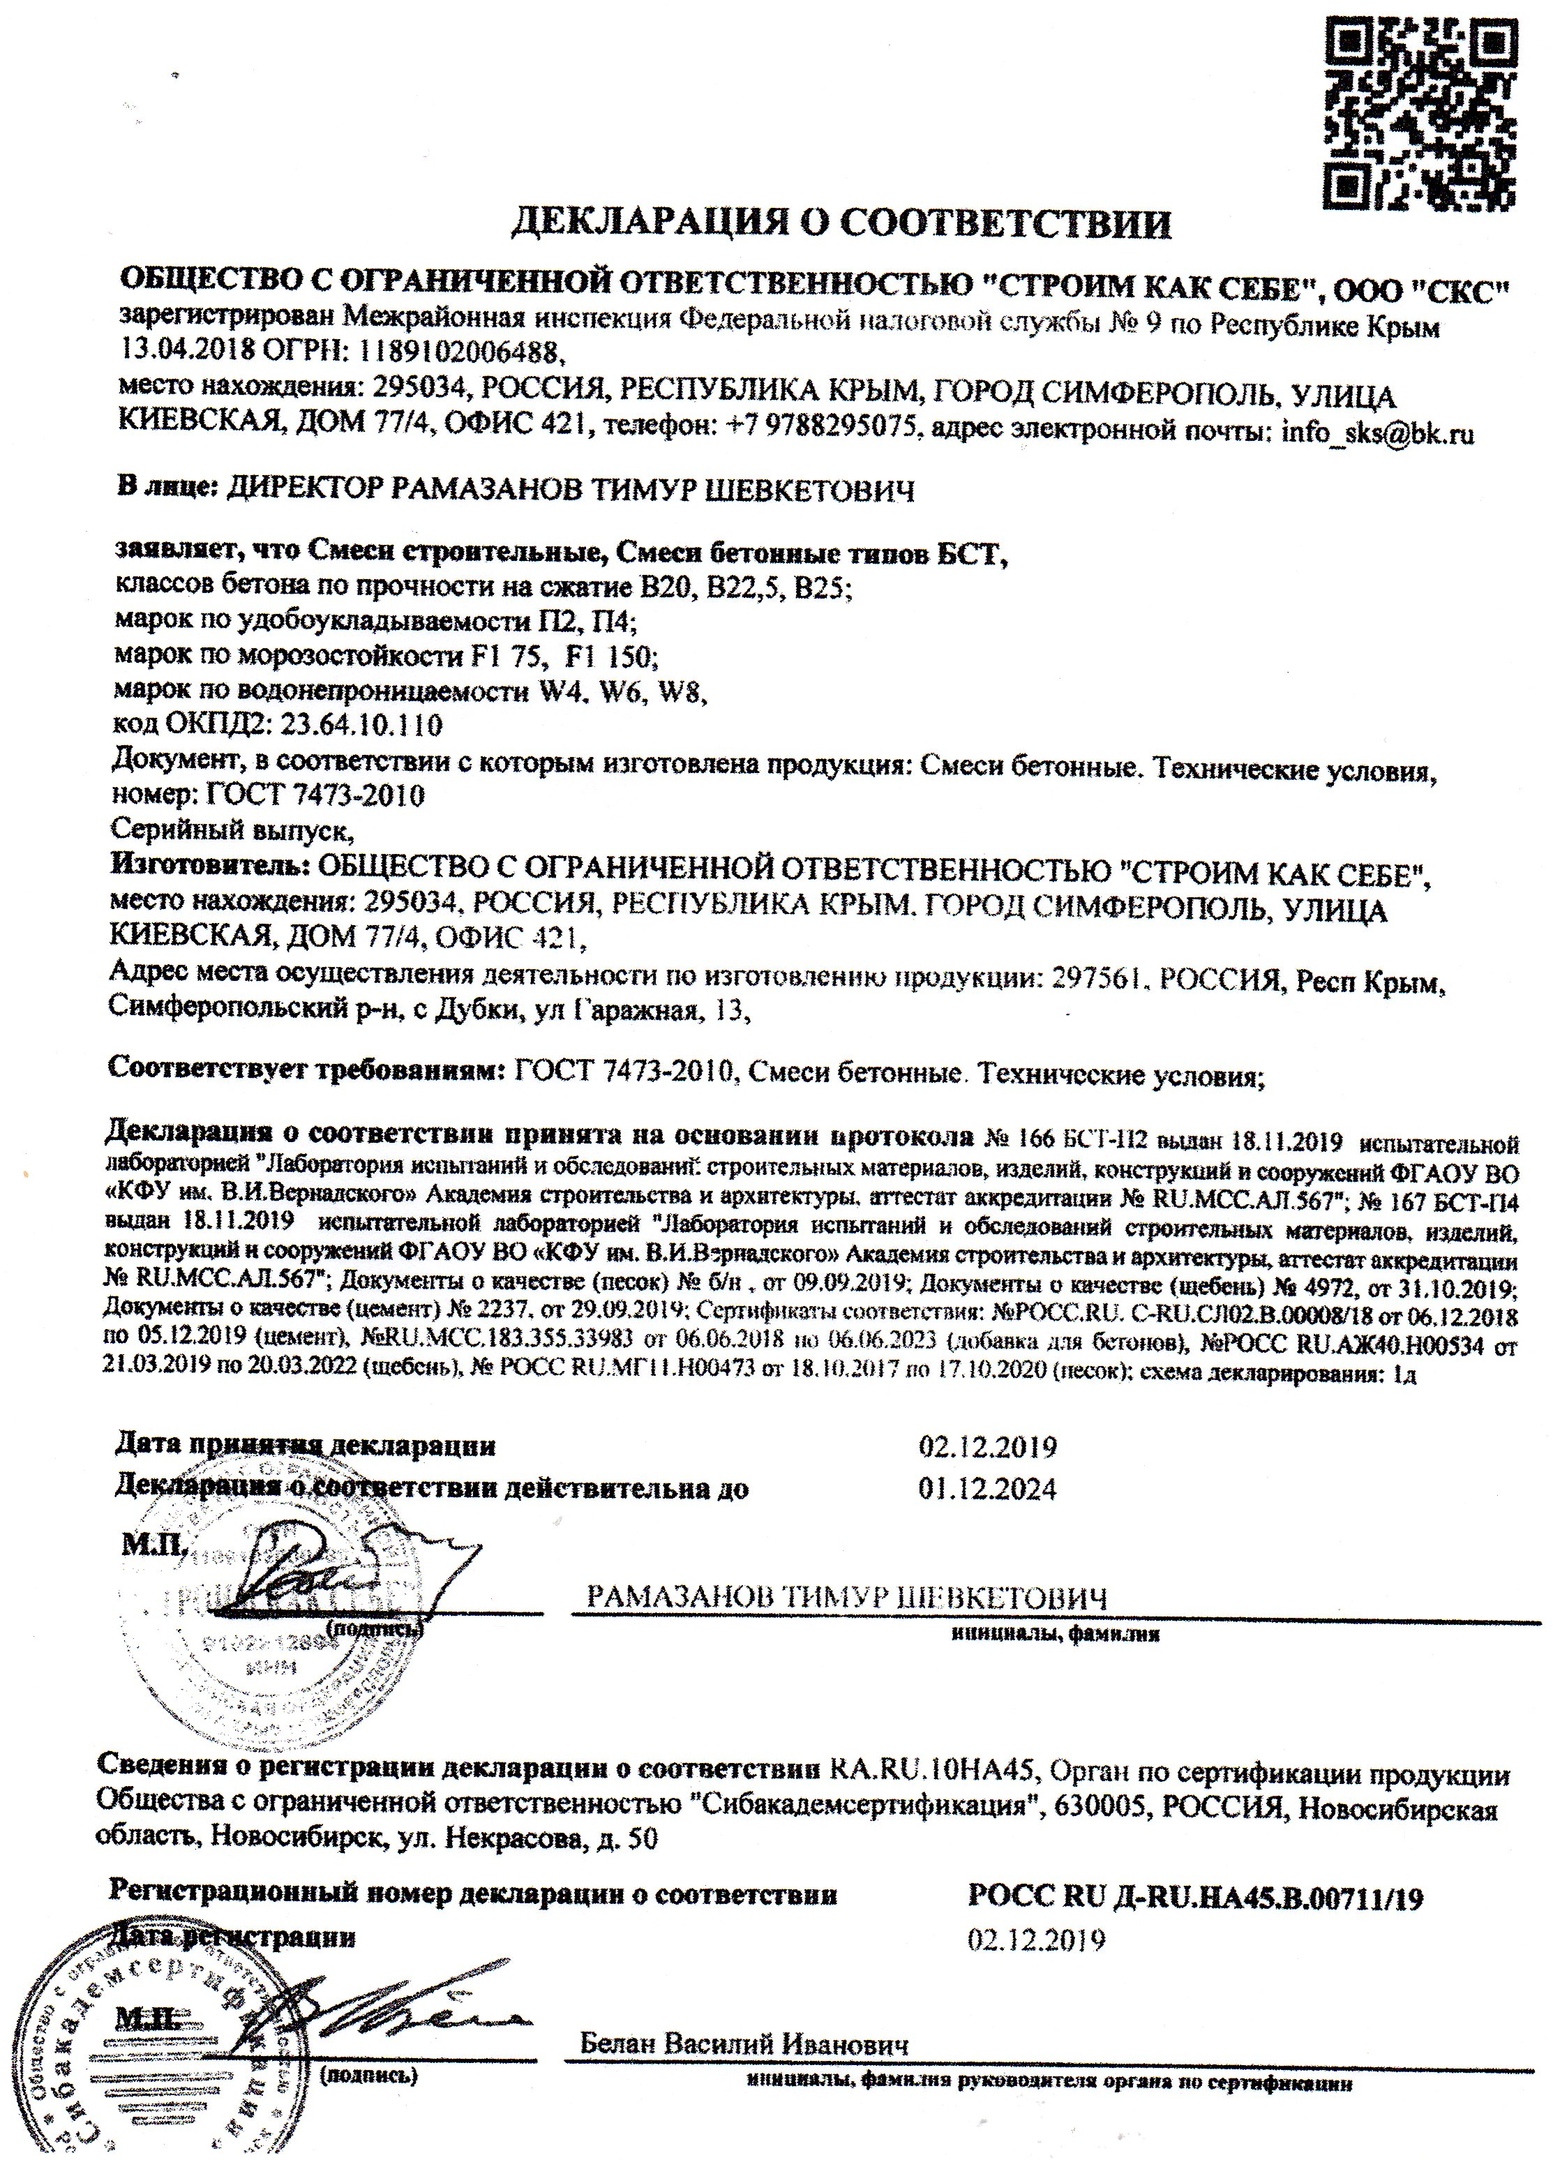 ДЕКЛАРАЦИЯ О СООТВЕТСТВИИ
ОБЩЕСТВО С ОГРАНИЧЕННОЙ ОТВЕТСТВЕННОСТЬЮ "СТРОИМ КАК СЕБЕ", ООО "СКС"
зарегистрирован Межрайонная инспекция Федеральной налоговой службы № 9 по Республике Крым
13.04.2018 ОГРН: 1189102006488,
место нахождения: 295034, РОССИЯ, РЕСПУБЛИКА КРЫМ, ГОРОД СИМФЕРОПОЛЬ, УЛИЦА
КИЕВСКАЯ, ДОМ 77/4, ОФИС 421, телефон: +7 9788295075, адрес электронной почты: info_sks@bk.ru
В лице: ДИРЕКТОР РАМАЗАНОВ ТИМУР ШЕВКЕТОВИЧ
заявляет, что Смеси строительные, Смеси бетонные типов БСТ,
классов бетона по прочности на сжатие В20, В22,5, В25;
марок по удобоукладываемости П2, П4;
марок по морозостойкости F1 75, F1 150;
марок по водонепроницаемости W4, W6, W8,
код ОКПД2: 23.64.10.110
Документ, в соответствии с которым изготовлена продукция: Смеси бетонные. Технические условия,
номер: ГОСТ 7473-2010
Серийный выпуск,
Изготовитель: ОБЩЕСТВО С ОГРАНИЧЕННОЙ ОТВЕТСТВЕННОСТЬЮ "СТРОИМ КАК СЕБЕ",
место нахождения: 295034, РОССИЯ, РЕСПУБЛИКА КРЫМ, ГОРОД СИМФЕРОПОЛЬ, УЛИЦА
КИЕВСКАЯ, ДОМ 77/4, ОФИС 421,
Адрес места осуществления деятельности по изготовлению продукции: 297561, РОССИЯ, Респ Крым,
Симферопольский р-н, с Дубки, ул Гаражная, 13,
Соответствует требованиям: ГОСТ 7473-2010, Смеси бетонные. Технические условия;
Декларация о соответствии принята на основании протокола № 166 БСТ-П2 выдан 18.11.2019 испытательной
лабораторией "Лаборатория испытаний и обследований строительных материалов, изделий, конструкций и сооружений ФГАОУ ВО
«КФУ им. В.И.Вернадского» Академия строительства и архитектуры, аттестат аккредитации № RU.МСС.АЛ.567"; № 167 БСТ-П4
выдан 18.11.2019 испытательной лабораторией "Лаборатория испытаний и обследований строительных материалов, изделий,
конструкций и сооружений ФГАОУ ВО «КФУ им. В.И.Вернадского» Академия строительства и архитектуры, аттестат аккредитации
№ RU.МСС.АЛ.567"; Документы о качестве (песок) № б/н , от 09.09.2019; Документы о качестве (щебень) № 4972, от 31.10.2019;
Документы о качестве (цемент) № 2237, от 29.09.2019; Сертификаты соответствия: №РОСС.RU. С-RU.СЛ02.В.00008/18 от 06.12.2018
по 05.12.2019 (цемент), №RU.МСС.183.355.33983 от 06.06.2018 по 06.06.2023 (добавка для бетонов), №РОСС RU.АЖ40.Н00534 от
21.03.2019 по 20.03.2022 (щебень), № РОСС RU.МГ11.Н00473 от 18.10.2017 по 17.10.2020 (песок); схема декларирования: 1д
Дата принятия декларации 02.12.2019
Декларация о соответствии действительна до 01.12.2024
М.П.
РАМАЗАНОВ ТИМУР ШЕВКЕТОВИЧ
(подпись) инициалы, фамилия
ИНН
Сведения о регистрации декларации о соответствии RA.RU.10НА45, Орган по сертификации продукции
Общества с ограниченной ответственностью "Сибакадемсертификация", 630005, РОССИЯ, Новосибирская
область, Новосибирск, ул. Некрасова, д. 50
Регистрационный номер декларации о соответствии РОСС RU Д-RU.НА45.В.00711/19
Дата регистрации 02.12.2019
Общество с ограниченной ответственностью
Сибакадемсертификация
М.П.
Белан Василий Иванович
(подпись) инициалы, фамилия руководителя органа по сертификации